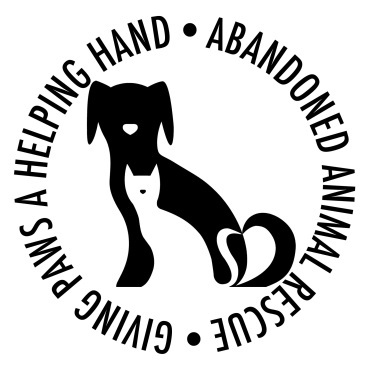 ABANDONED ANIMAL RESCUE • GIVING PAWS A HELPING HAND •